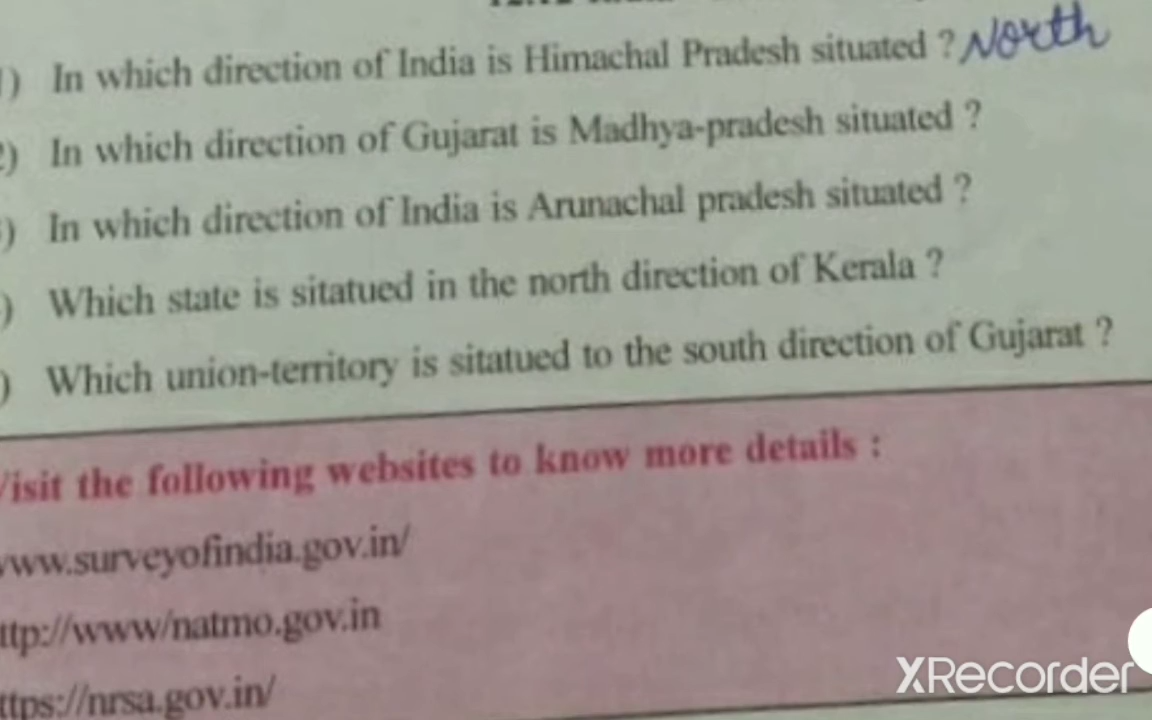 ) In which direction of India is Himachal Pradesh situated ? North
) In which direction of Gujarat is Madhya-pradesh situated ?
) In which direction of India is Arunachal pradesh situated ?
) Which state is sitatued in the north direction of Kerala ?
) Which union-territory is sitatued to the south direction of Gujarat ?
isit the following websites to know more details :
ww.surveyofindia.gov.in/
ttp://www/natmo.gov.in
ttps://nrsa.gov.in/
XRecorder